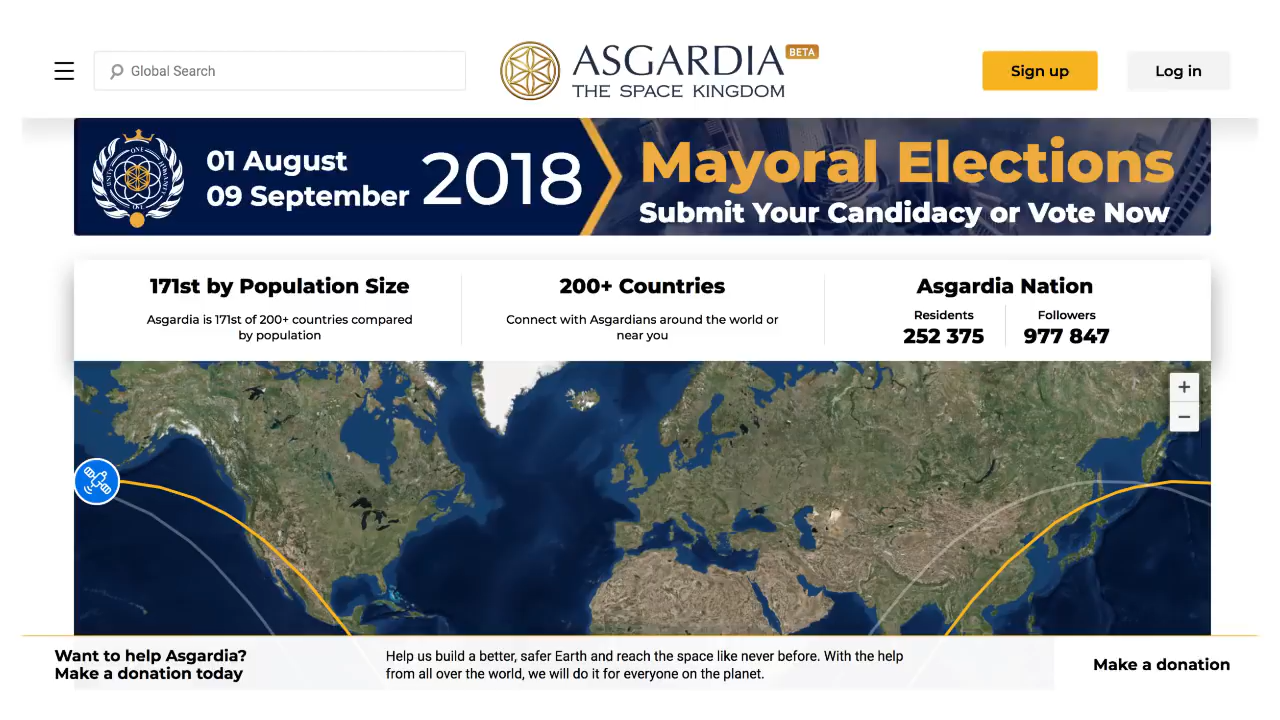 Global Search
ASGARDIA BETA
THE SPACE KINGDOM
Sign up
Log in
01 August
09 September
2018
Mayoral Elections
Submit Your Candidacy or Vote Now
171st by Population Size
Asgardia is 171st of 200+ countries compared
by population
200+ Countries
Connect with Asgardians around the world or
near you
Asgardia Nation
Residents
252 375
Followers
977 847
+
−
Want to help Asgardia?
Make a donation today
Help us build a better, safer Earth and reach the space like never before. With the help
from all over the world, we will do it for everyone on the planet.
Make a donation